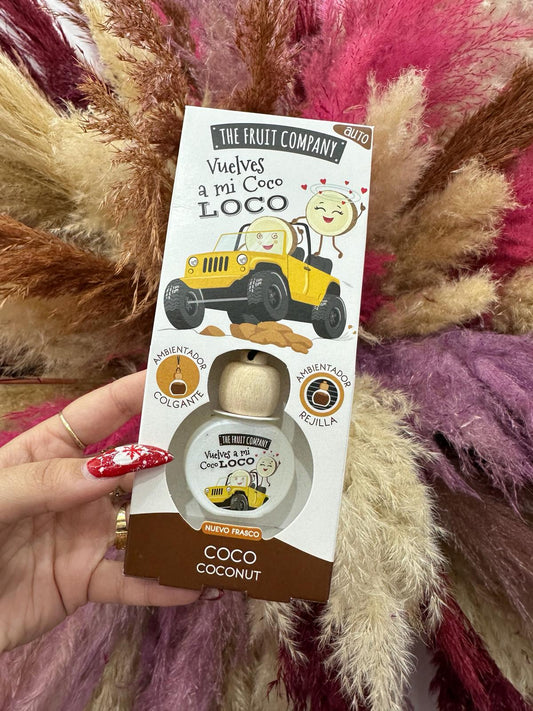 THE FRUIT COMPANY
AUTO
Vuelves
a mi Coco
LOCO
AMBIENTADOR
COLGANTE
AMBIENTADOR
REJILLA
THE FRUIT COMPANY
Vuelves a mi
Coco LOCO
NUEVO FRASCO
COCO
COCONUT